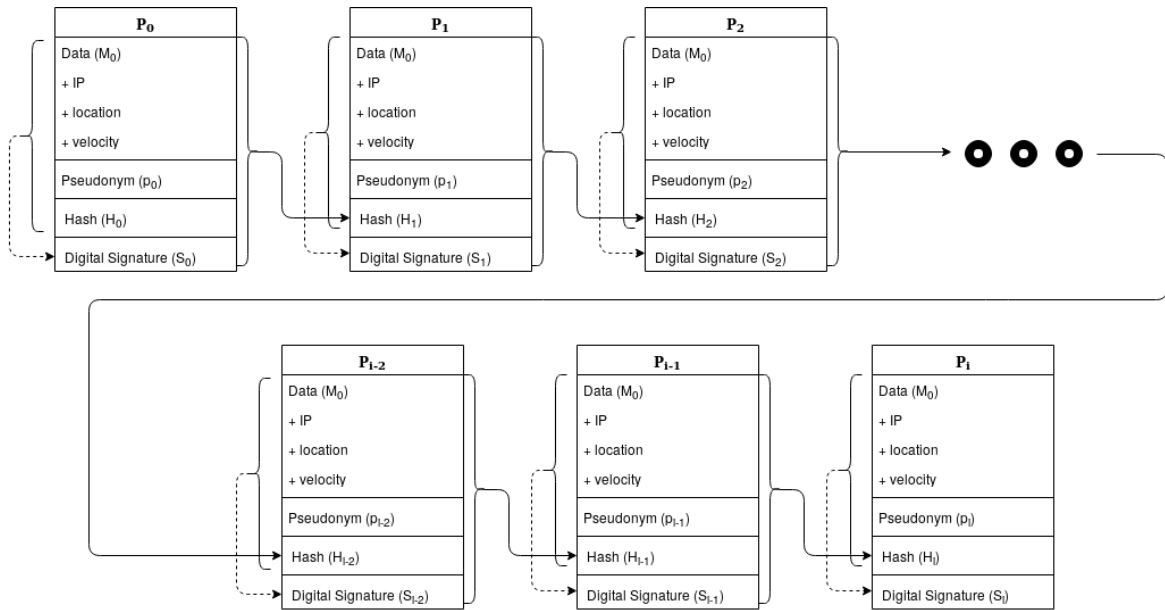 P₀
Data (M₀)
+ IP
+ location
+ velocity
Pseudonym (p₀)
Hash (H₀)
Digital Signature (S₀)
P₁
Data (M₀)
+ IP
+ location
+ velocity
Pseudonym (p₁)
Hash (H₁)
Digital Signature (S₁)
P₂
Data (M₀)
+ IP
+ location
+ velocity
Pseudonym (p₂)
Hash (H₂)
Digital Signature (S₂)
Pi-2
Data (M₀)
+ IP
+ location
+ velocity
Pseudonym (pI-2)
Hash (HI-2)
Digital Signature (SI-2)
Pi-1
Data (M₀)
+ IP
+ location
+ velocity
Pseudonym (pI-1)
Hash (HI-1)
Digital Signature (SI-1)
Pi
Data (M₀)
+ IP
+ location
+ velocity
Pseudonym (pI)
Hash (HI)
Digital Signature (SI)